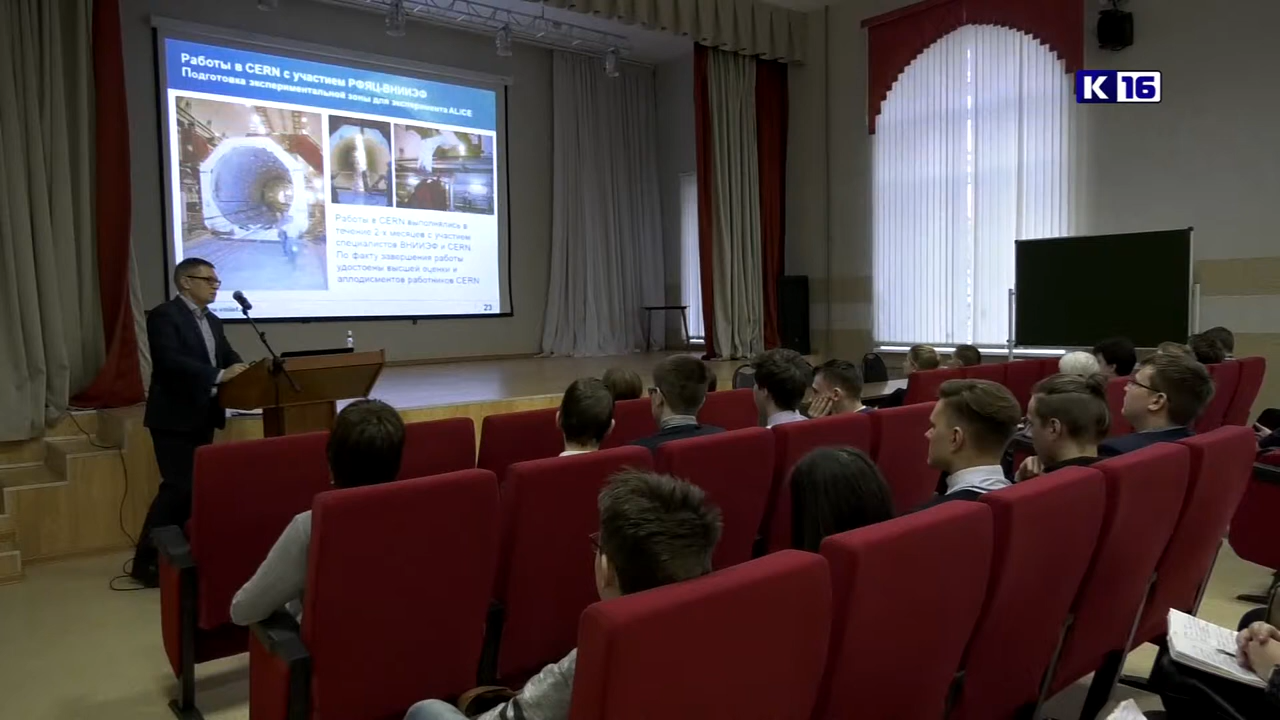 Работы в CERN с участием РФЯЦ-ВНИИЭФ
Подготовка экспериментальной зоны для эксперимента ALICE
К 16
Работы в CERN выполнялись в
течение 2-х месяцев с участием
специалистов ВНИИЭФ и CERN
По факту завершения работы
удостоены высшей оценки и
аплодисментов работников CERN
23